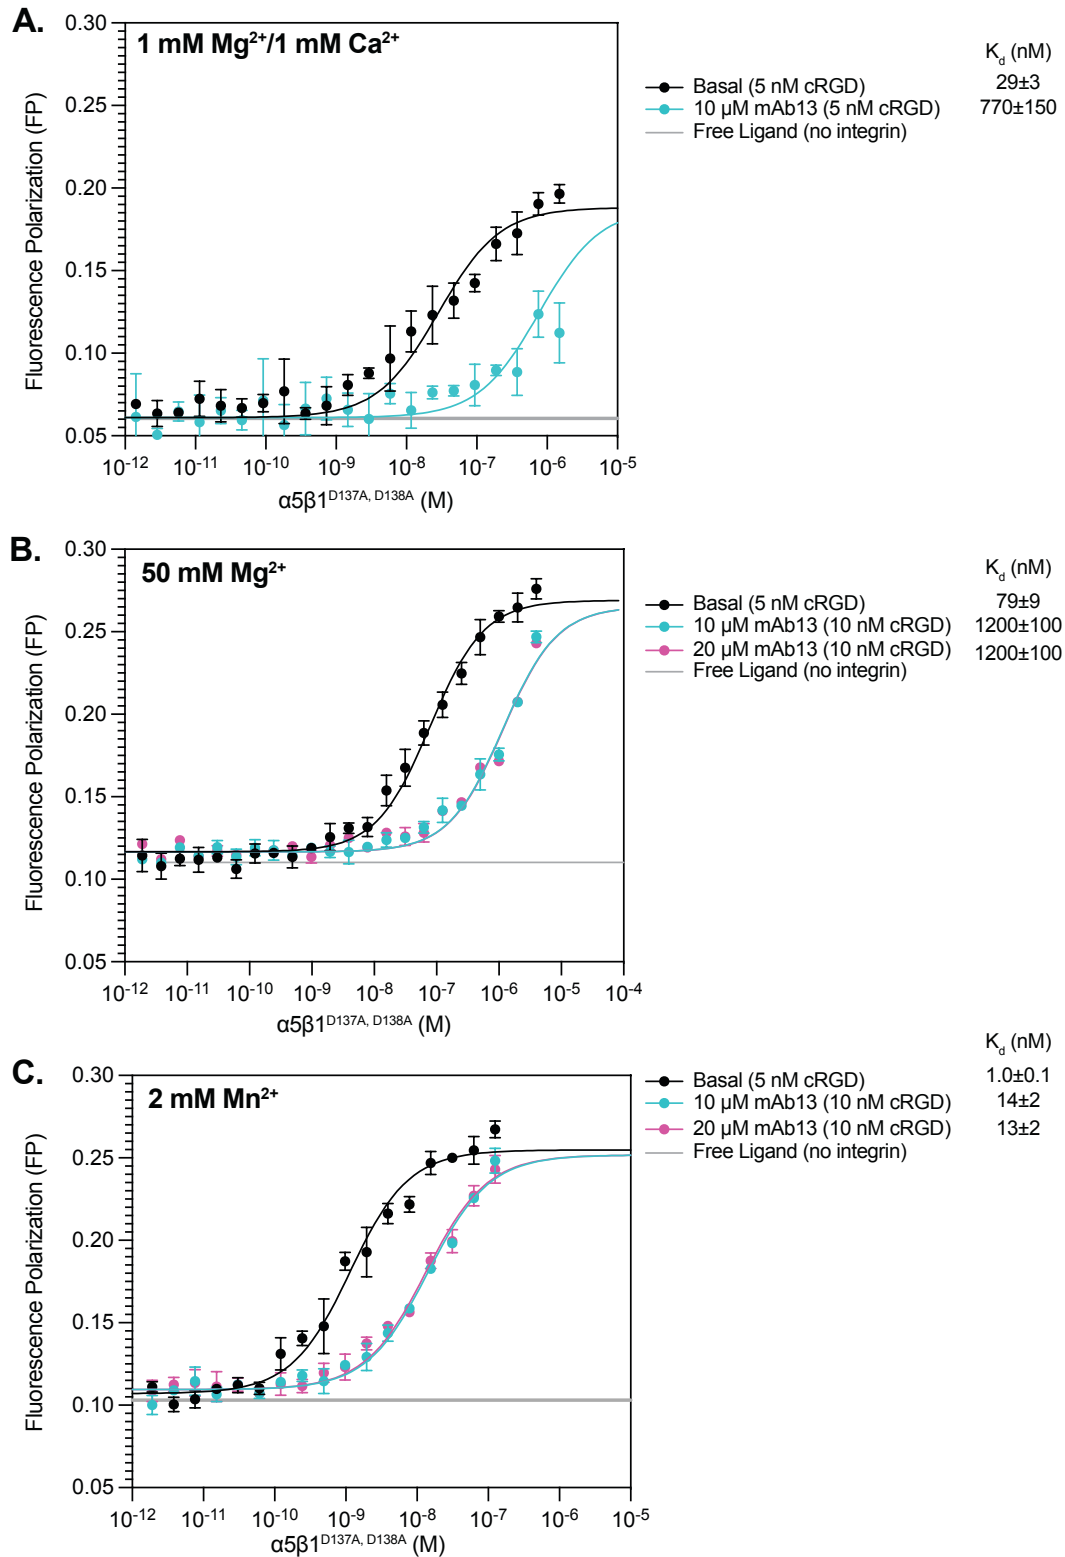 A.
1 mM Mg²⁺/1 mM Ca²⁺
0.30
0.25
0.20
0.15
0.10
0.05
Fluorescence Polarization (FP)
10⁻¹² 10⁻¹¹ 10⁻¹⁰ 10⁻⁹ 10⁻⁸ 10⁻⁷ 10⁻⁶ 10⁻⁵
α5β1ᴰ¹³⁷ᴬ, ᴰ¹³⁸ᴬ (M)
K_d (nM)
Basal (5 nM cRGD) 29±3
10 µM mAb13 (5 nM cRGD) 770±150
Free Ligand (no integrin)
B.
50 mM Mg²⁺
0.30
0.25
0.20
0.15
0.10
0.05
Fluorescence Polarization (FP)
10⁻¹² 10⁻¹¹ 10⁻¹⁰ 10⁻⁹ 10⁻⁸ 10⁻⁷ 10⁻⁶ 10⁻⁵ 10⁻⁴
α5β1ᴰ¹³⁷ᴬ, ᴰ¹³⁸ᴬ (M)
K_d (nM)
Basal (5 nM cRGD) 79±9
10 µM mAb13 (10 nM cRGD) 1200±100
20 µM mAb13 (10 nM cRGD) 1200±100
Free Ligand (no integrin)
C.
2 mM Mn²⁺
0.30
0.25
0.20
0.15
0.10
0.05
Fluorescence Polarization (FP)
10⁻¹² 10⁻¹¹ 10⁻¹⁰ 10⁻⁹ 10⁻⁸ 10⁻⁷ 10⁻⁶ 10⁻⁵
α5β1ᴰ¹³⁷ᴬ, ᴰ¹³⁸ᴬ (M)
K_d (nM)
Basal (5 nM cRGD) 1.0±0.1
10 µM mAb13 (10 nM cRGD) 14±2
20 µM mAb13 (10 nM cRGD) 13±2
Free Ligand (no integrin)